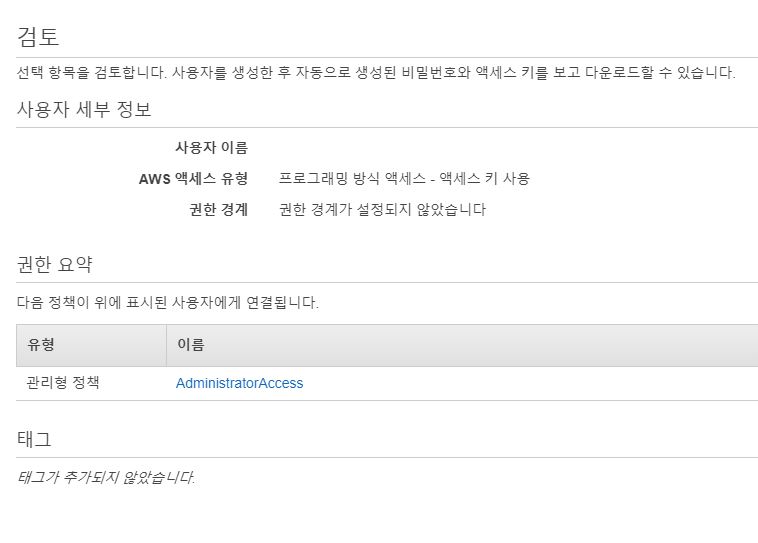 검토
선택 항목을 검토합니다. 사용자를 생성한 후 자동으로 생성된 비밀번호와 액세스 키를 보고 다운로드할 수 있습니다.
사용자 세부 정보
사용자 이름
AWS 액세스 유형 프로그래밍 방식 액세스 - 액세스 키 사용
권한 경계 권한 경계가 설정되지 않았습니다
권한 요약
다음 정책이 위에 표시된 사용자에게 연결됩니다.
유형 이름
관리형 정책 AdministratorAccess
태그
태그가 추가되지 않았습니다.